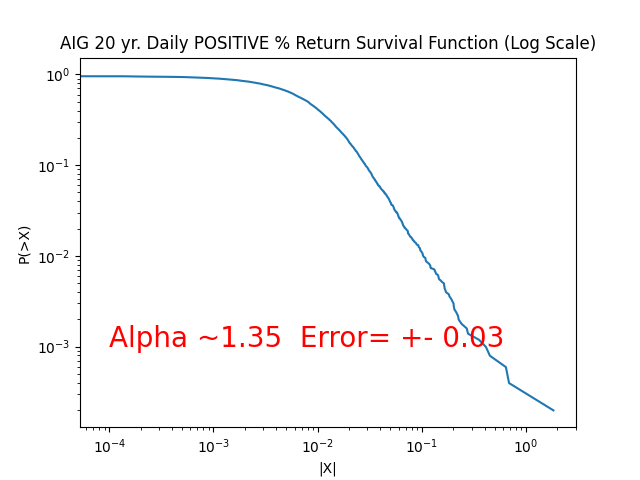 AIG 20 yr. Daily POSITIVE % Return Survival Function (Log Scale)
10^0
10^-1
10^-2
10^-3
P(>X)
Alpha ~1.35  Error= +- 0.03
10^-4 10^-3 10^-2 10^-1 10^0
|X|